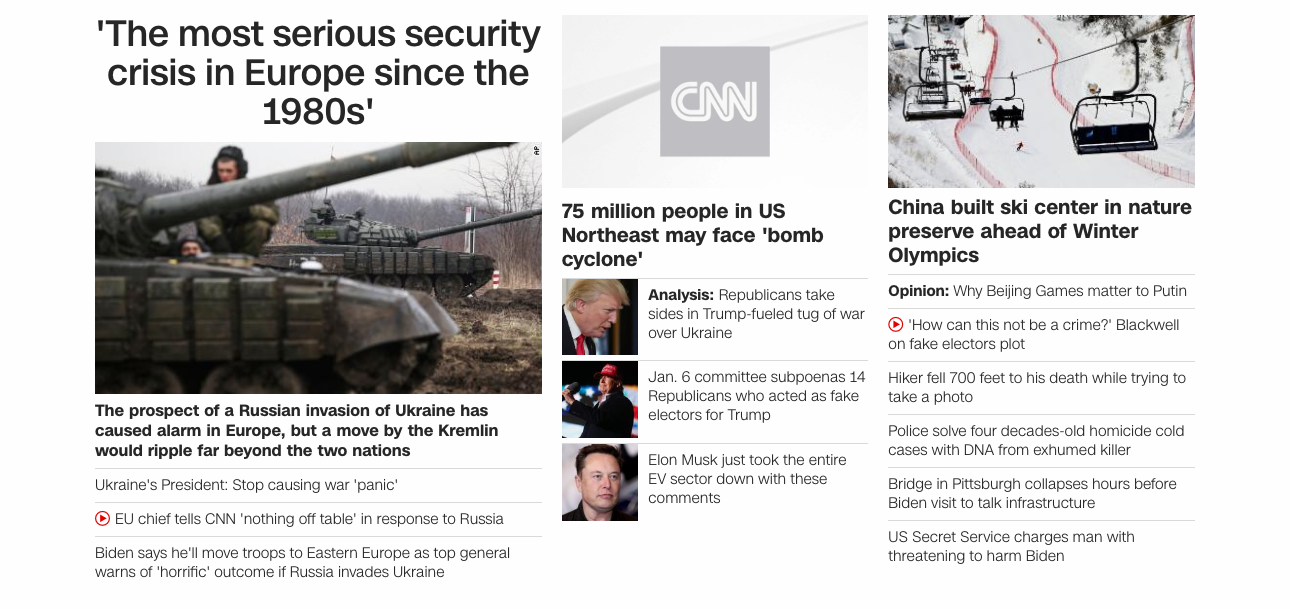 'The most serious security
crisis in Europe since the
1980s'
AP
The prospect of a Russian invasion of Ukraine has
caused alarm in Europe, but a move by the Kremlin
would ripple far beyond the two nations
Ukraine's President: Stop causing war 'panic'
EU chief tells CNN 'nothing off table' in response to Russia
Biden says he'll move troops to Eastern Europe as top general
warns of 'horrific' outcome if Russia invades Ukraine
CNN
75 million people in US
Northeast may face 'bomb
cyclone'
Analysis: Republicans take
sides in Trump-fueled tug of war
over Ukraine
Jan. 6 committee subpoenas 14
Republicans who acted as fake
electors for Trump
Elon Musk just took the entire
EV sector down with these
comments
China built ski center in nature
preserve ahead of Winter
Olympics
Opinion: Why Beijing Games matter to Putin
'How can this not be a crime?' Blackwell
on fake electors plot
Hiker fell 700 feet to his death while trying to
take a photo
Police solve four decades-old homicide cold
cases with DNA from exhumed killer
Bridge in Pittsburgh collapses hours before
Biden visit to talk infrastructure
US Secret Service charges man with
threatening to harm Biden